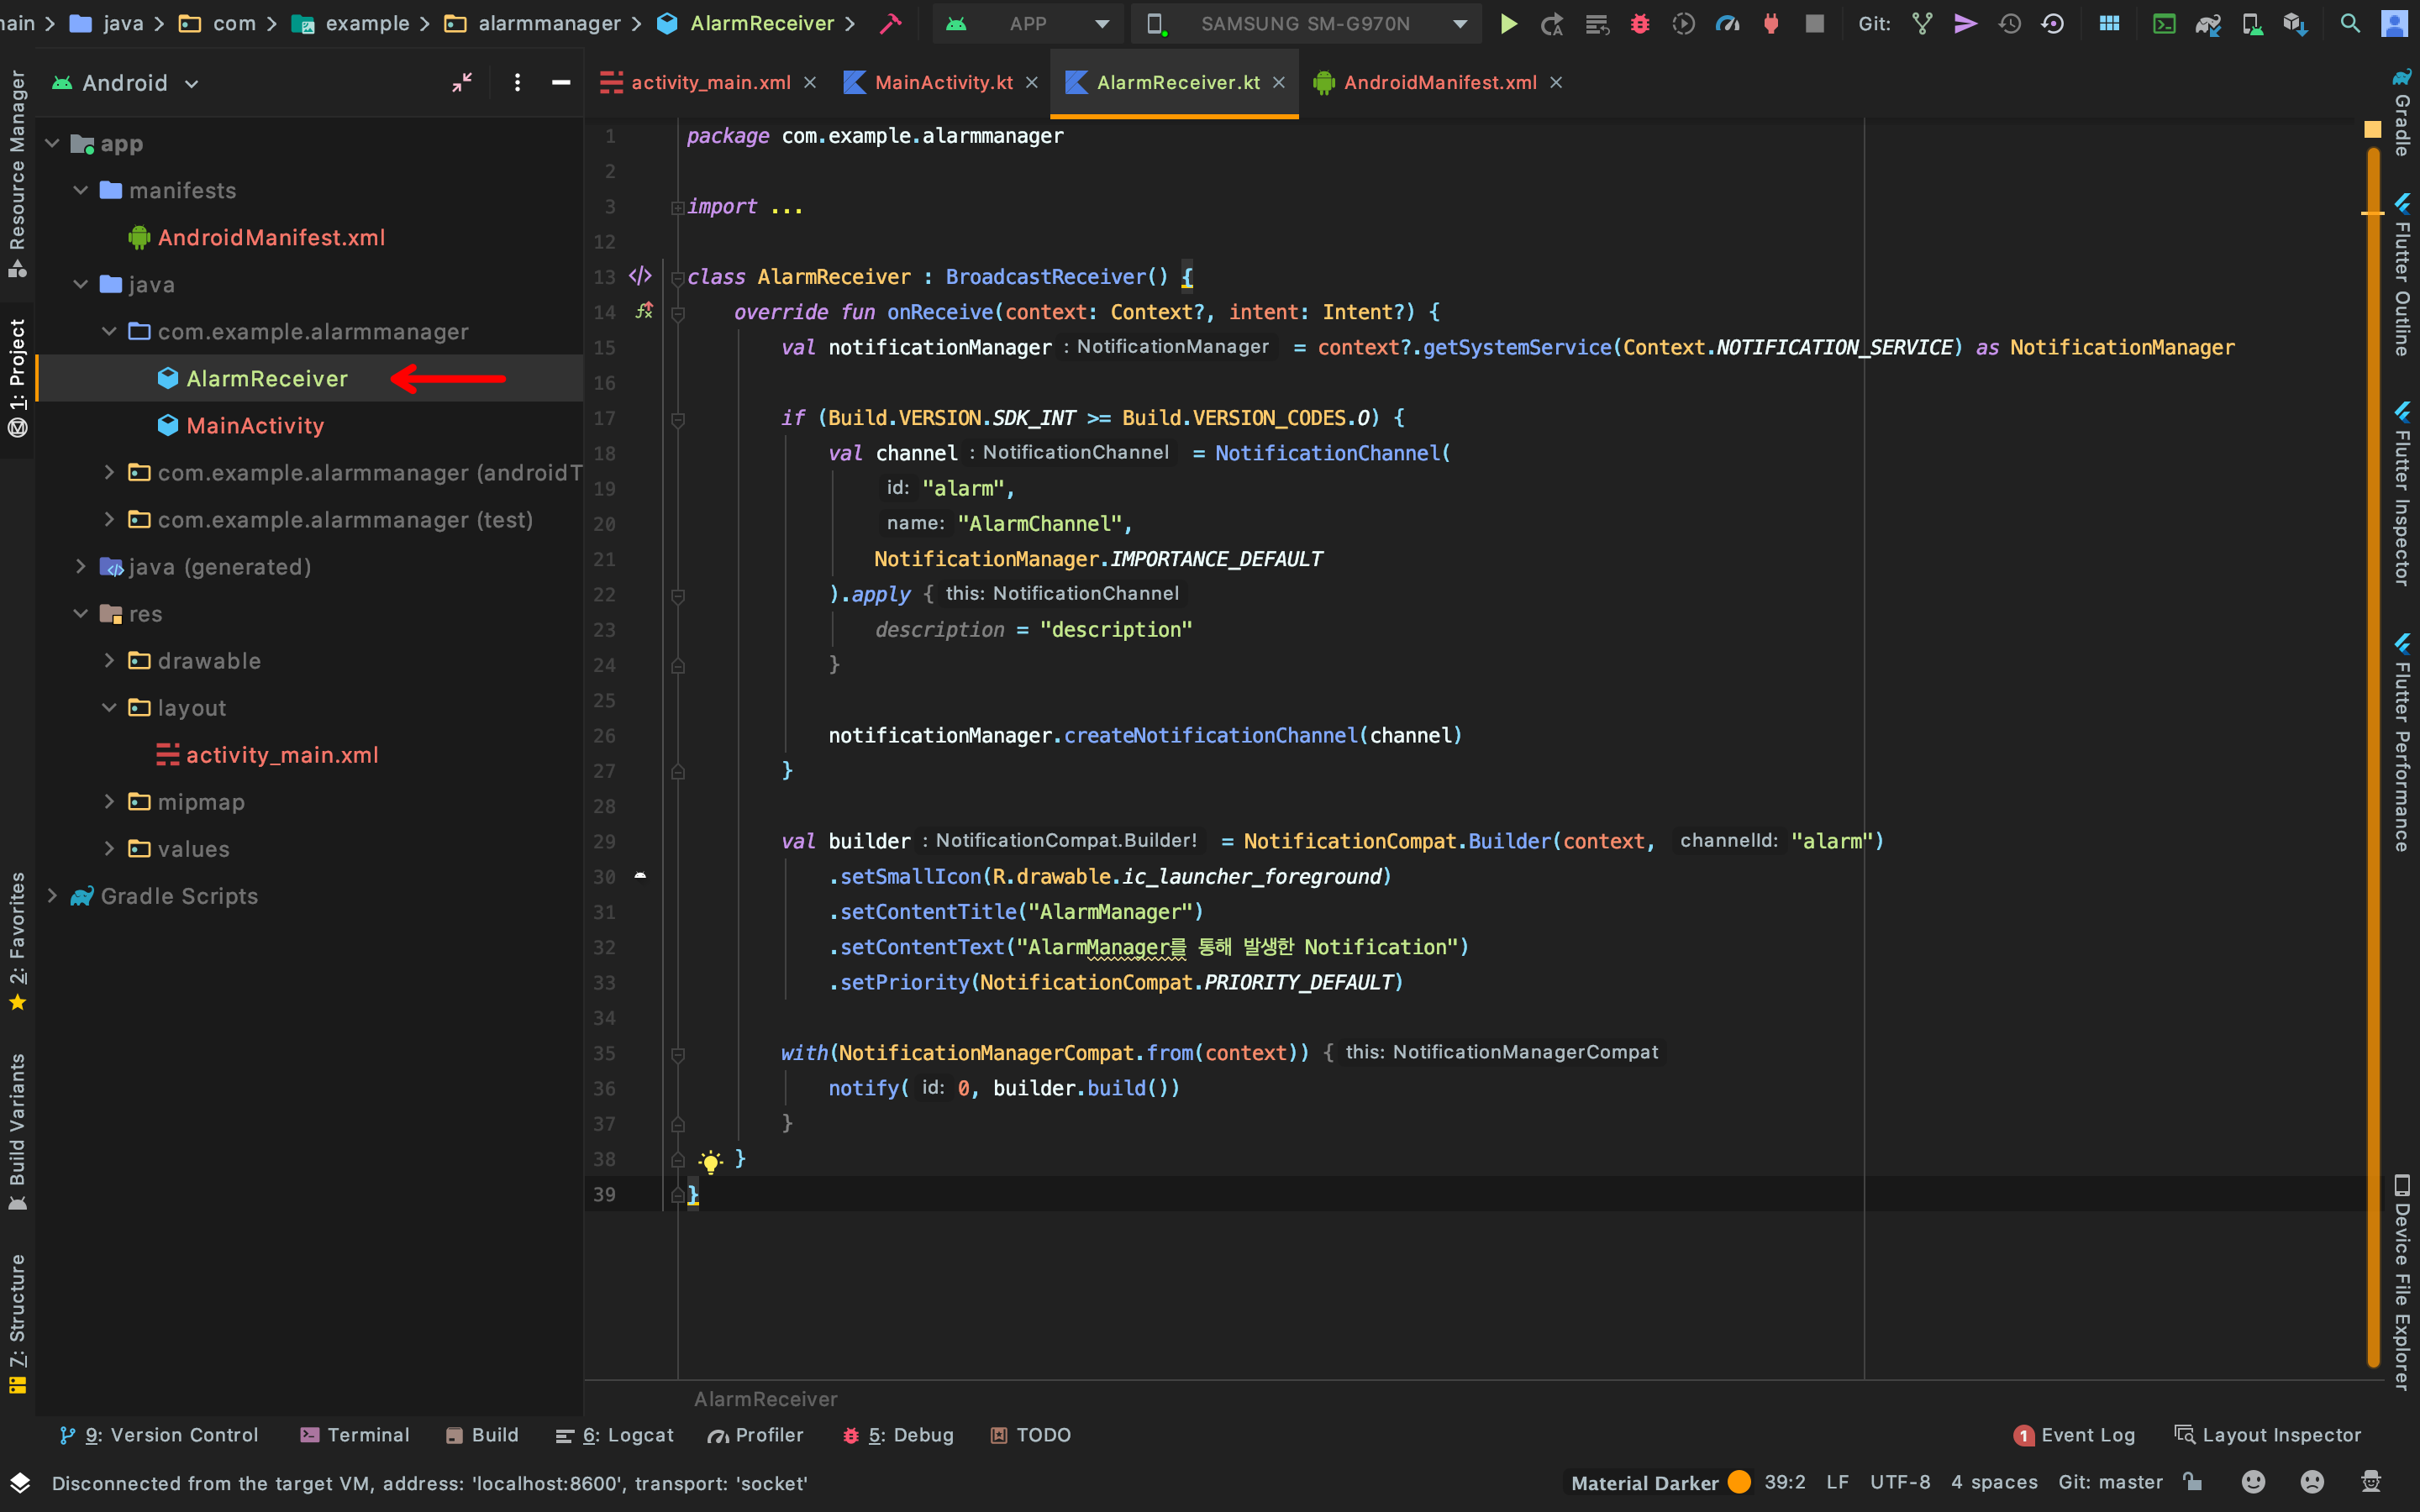 nain > java > com > example > alarmmanager > AlarmReceiver > APP SAMSUNG SM-G970N Git:
Android
activity_main.xml MainActivity.kt AlarmReceiver.kt AndroidManifest.xml
Resource Manager
1: Project
2: Favorites
Build Variants
7: Structure
app
manifests
AndroidManifest.xml
java
com.example.alarmmanager
AlarmReceiver
MainActivity
com.example.alarmmanager (androidT
com.example.alarmmanager (test)
java (generated)
res
drawable
layout
activity_main.xml
mipmap
values
Gradle Scripts
1 package com.example.alarmmanager
2
3 import ...
12
13 class AlarmReceiver : BroadcastReceiver() {
14 override fun onReceive(context: Context?, intent: Intent?) {
15 val notificationManager : NotificationManager = context?.getSystemService(Context.NOTIFICATION_SERVICE) as NotificationManager
16
17 if (Build.VERSION.SDK_INT >= Build.VERSION_CODES.O) {
18 val channel : NotificationChannel = NotificationChannel(
19 id: "alarm",
20 name: "AlarmChannel",
21 NotificationManager.IMPORTANCE_DEFAULT
22 ).apply { this: NotificationChannel
23 description = "description"
24 }
25
26 notificationManager.createNotificationChannel(channel)
27 }
28
29 val builder : NotificationCompat.Builder! = NotificationCompat.Builder(context, channelId: "alarm")
30 .setSmallIcon(R.drawable.ic_launcher_foreground)
31 .setContentTitle("AlarmManager")
32 .setContentText("AlarmManager를 통해 발생한 Notification")
33 .setPriority(NotificationCompat.PRIORITY_DEFAULT)
34
35 with(NotificationManagerCompat.from(context)) { this: NotificationManagerCompat
36 notify( id: 0, builder.build())
37 }
38 }
39 }
AlarmReceiver
Gradle
Flutter Outline
Flutter Inspector
Flutter Performance
Device File Explorer
9: Version Control Terminal Build 6: Logcat Profiler 5: Debug TODO 1 Event Log Layout Inspector
Disconnected from the target VM, address: 'localhost:8600', transport: 'socket' Material Darker 39:2 LF UTF-8 4 spaces Git: master